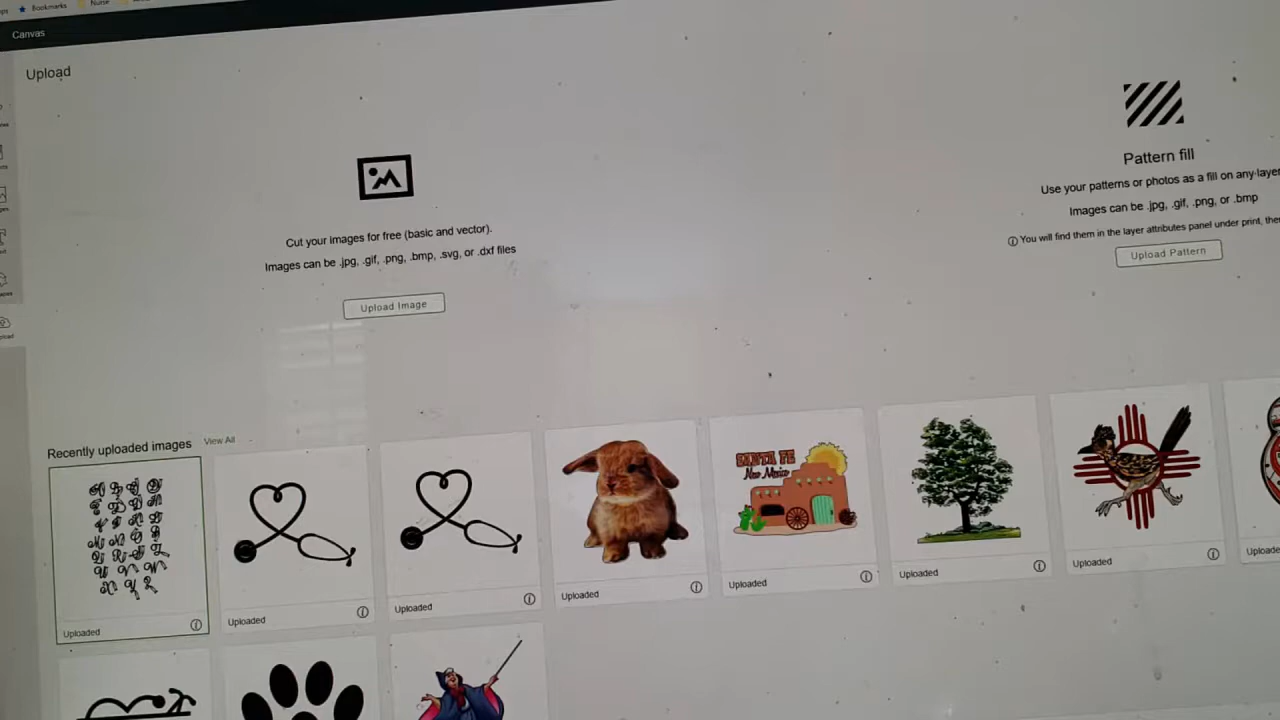 Bookmarks
Nurse
Canvas
Upload
Cut your images for free (basic and vector).
Images can be .jpg, .gif, .png, .bmp, .svg, or .dxf files
Upload Image
Pattern fill
Use your patterns or photos as a fill on any layer
Images can be .jpg, .gif, .png, or .bmp
You will find them in the layer attributes panel under print,
Upload Pattern
Recently uploaded images
View All
SANTA FE
New Mexico
Uploaded
Uploaded
Uploaded
Uploaded
Uploaded
Uploaded
Uploaded